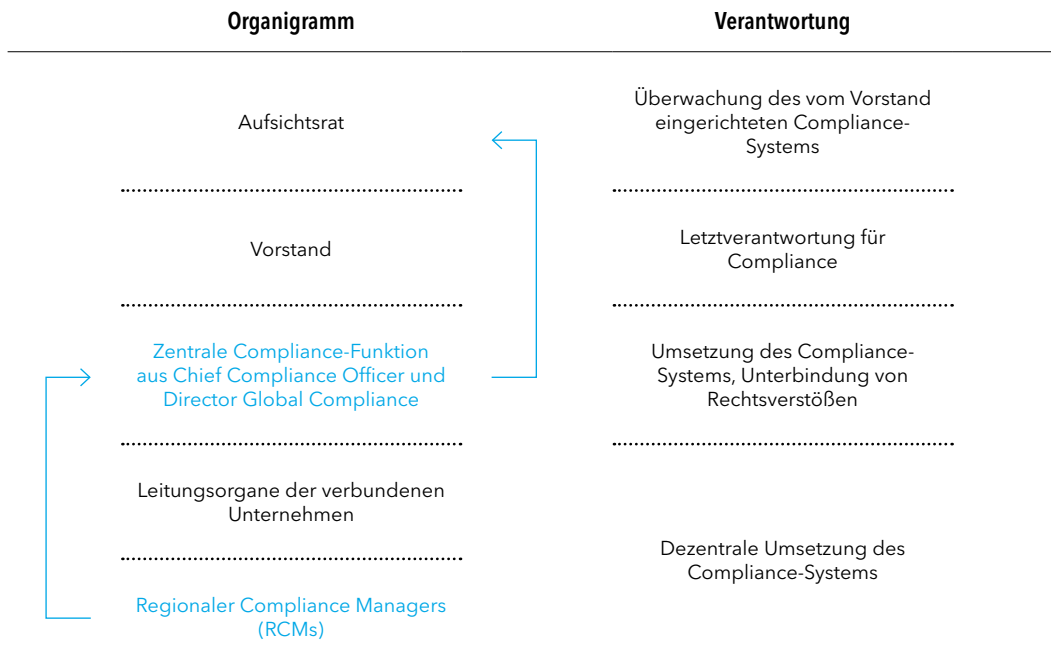 Organigramm
Verantwortung
Aufsichtsrat
Überwachung des vom Vorstand
eingerichteten Compliance-
Systems
Vorstand
Letztverantwortung für
Compliance
Zentrale Compliance-Funktion
aus Chief Compliance Officer und
Director Global Compliance
Umsetzung des Compliance-
Systems, Unterbindung von
Rechtsverstößen
Leitungsorgane der verbundenen
Unternehmen
Dezentrale Umsetzung des
Compliance-Systems
Regionaler Compliance Managers
(RCMs)